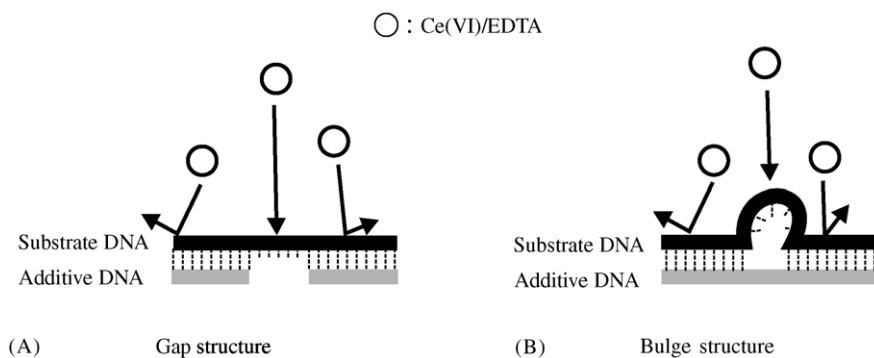 : Ce(VI)/EDTA
Substrate DNA
Additive DNA
(A) Gap structure
Substrate DNA
Additive DNA
(B) Bulge structure